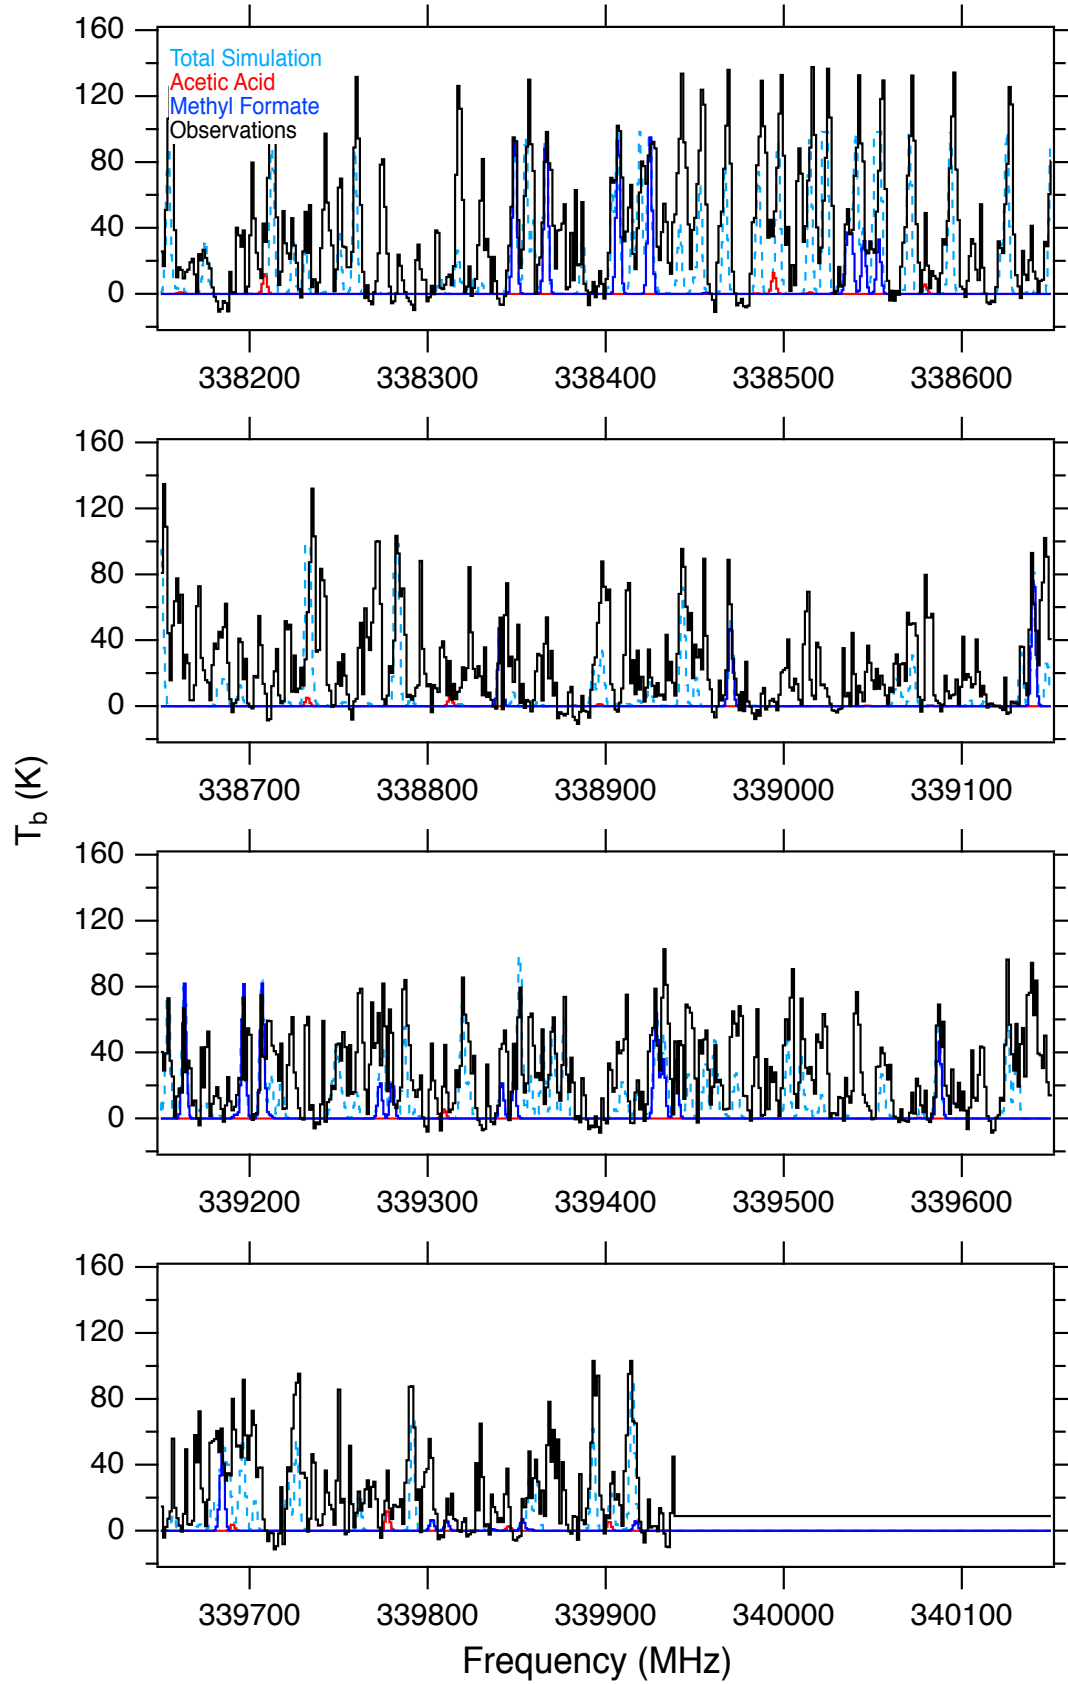 160
120
80
40
0
Total Simulation
Acetic Acid
Methyl Formate
Observations
338200 338300 338400 338500 338600
160
120
80
40
0
338700 338800 338900 339000 339100
T_b (K)
160
120
80
40
0
339200 339300 339400 339500 339600
160
120
80
40
0
339700 339800 339900 340000 340100
Frequency (MHz)